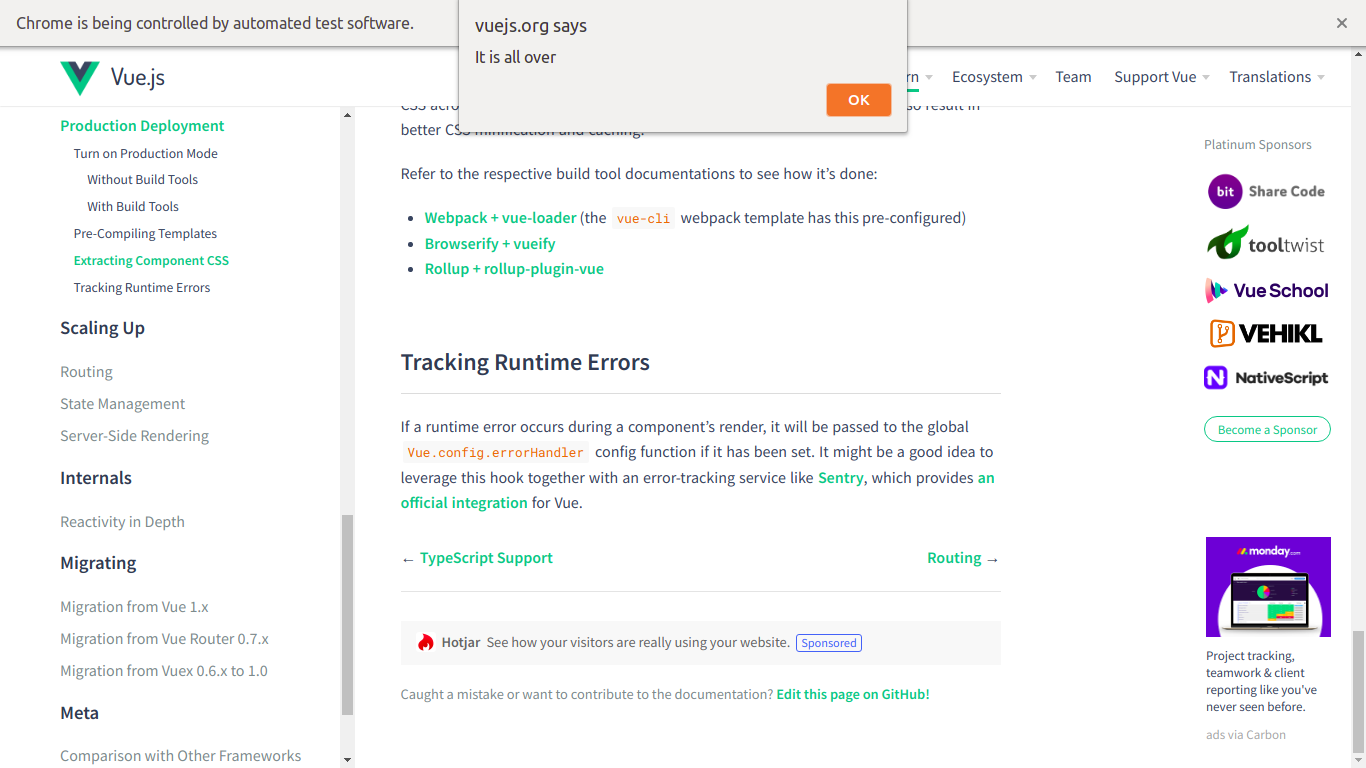 Chrome is being controlled by automated test software.
vuejs.org says
It is all over
OK
Vue.js
Ecosystem
Team
Support Vue
Translations
Production Deployment
Turn on Production Mode
Without Build Tools
With Build Tools
Pre-Compiling Templates
Extracting Component CSS
Tracking Runtime Errors
Scaling Up
Routing
State Management
Server-Side Rendering
Internals
Reactivity in Depth
Migrating
Migration from Vue 1.x
Migration from Vue Router 0.7.x
Migration from Vuex 0.6.x to 1.0
Meta
Comparison with Other Frameworks
better CSS minification and caching.
Refer to the respective build tool documentations to see how it’s done:
Webpack + vue-loader (the vue-cli webpack template has this pre-configured)
Browserify + vueify
Rollup + rollup-plugin-vue
Tracking Runtime Errors
If a runtime error occurs during a component’s render, it will be passed to the global
Vue.config.errorHandler config function if it has been set. It might be a good idea to
leverage this hook together with an error-tracking service like Sentry, which provides an
official integration for Vue.
← TypeScript Support
Routing →
Hotjar See how your visitors are really using your website. Sponsored
Caught a mistake or want to contribute to the documentation? Edit this page on GitHub!
Platinum Sponsors
bit Share Code
tooltwist
Vue School
VEHIKL
NativeScript
Become a Sponsor
monday.com
Project tracking,
teamwork & client
reporting like you've
never seen before.
ads via Carbon